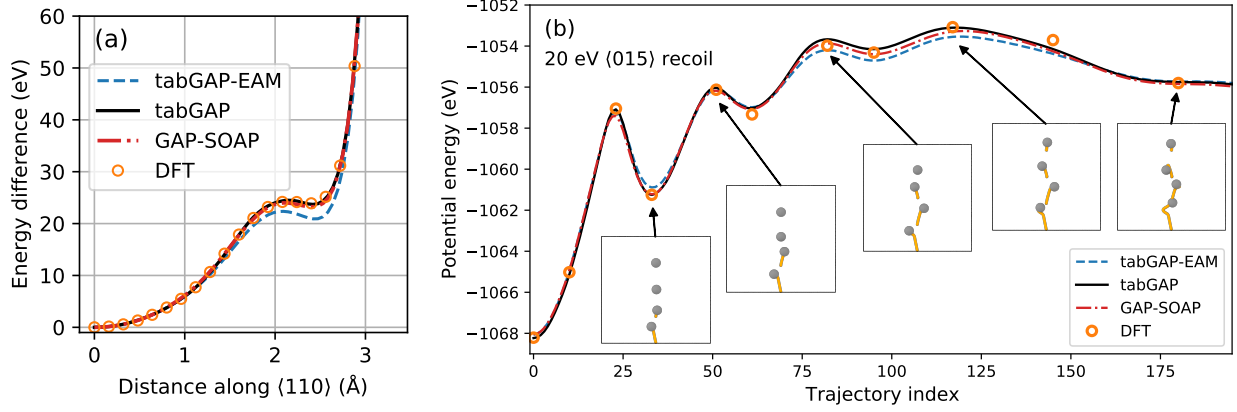 (a)
60
50
40
30
20
10
0
Energy difference (eV)
tabGAP-EAM
tabGAP
GAP-SOAP
DFT
0
1
2
3
Distance along ⟨110⟩ (Å)
(b)
20 eV ⟨015⟩ recoil
−1052
−1054
−1056
−1058
−1060
−1062
−1064
−1066
−1068
Potential energy (eV)
tabGAP-EAM
tabGAP
GAP-SOAP
DFT
0
25
50
75
100
125
150
175
Trajectory index